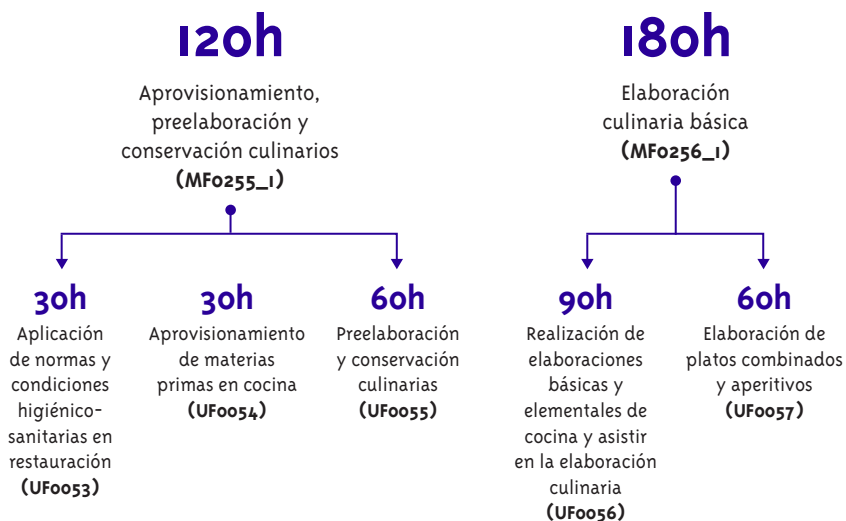 120h
Aprovisionamiento,
preelaboración y
conservación culinarios
(MF0255_1)
180h
Elaboración
culinaria básica
(MF0256_1)
30h
Aplicación
de normas y
condiciones
higiénico-
sanitarias en
restauración
(UF0053)
30h
Aprovisionamiento
de materias
primas en cocina
(UF0054)
60h
Preelaboración
y conservación
culinarias
(UF0055)
90h
Realización de
elaboraciones
básicas y
elementales de
cocina y asistir
en la elaboración
culinaria
(UF0056)
60h
Elaboración de
platos combinados
y aperitivos
(UF0057)